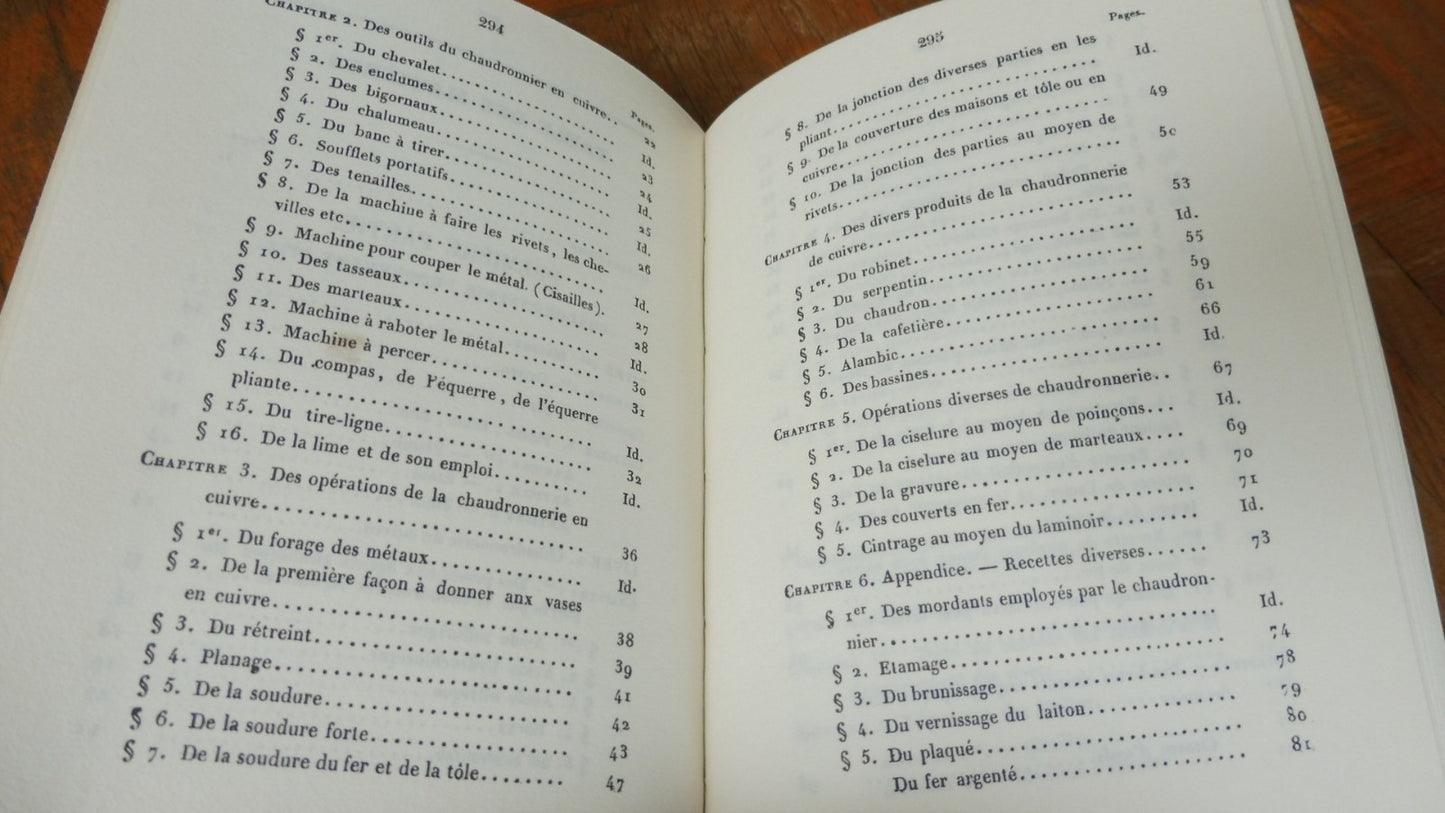 294
Pages.
CHAPITRE 2. Des outils du chaudronnier en cuivre.. 22
§ 1er. Du chevalet........................ Id.
§ 2. Des enclumes........................ 23
§ 3. Des bigornaux........................ 24
§ 4. Du chalumeau........................ Id.
§ 5. Du banc à tirer........................ 25
§ 6. Soufflets portatifs........................ Id.
§ 7. Des tenailles........................ 26
§ 8. De la machine à faire les rivets, les che-
villes etc........................ Id.
§ 9. Machine pour couper le métal. (Cisailles). 27
§ 10. Des tasseaux........................ 28
§ 11. Des marteaux........................ Id.
§ 12. Machine à raboter le métal............ 30
§ 13. Machine à percer........................ 31
§ 14. Du compas, de l'équerre, de l'équerre
pliante........................ Id.
§ 15. Du tire-ligne........................ 32
§ 16. De la lime et de son emploi.......... Id.
CHAPITRE 3. Des opérations de la chaudronnerie en
cuivre................................ 36
§ 1er. Du forage des métaux.............. Id.
§ 2. De la première façon à donner anx vases
en cuivre............................ 38
§ 3. Du rétreint........................ 39
§ 4. Planage........................ 41
§ 5. De la soudure........................ 42
§ 6. De la soudure forte................ 43
§ 7. De la soudure du fer et de la tôle........ 47
295
Pages.
§ 8. De la jonction des diverses parties en les
pliant........................ Id.
§ 9. De la couverture des maisons et tôle ou en
cuivre........................ 49
§ 10. De la jonction des parties au moyen de
rivets........................ 50
CHAPITRE 4. Des divers produits de la chaudronnerie
de cuivre........................ 53
§ 1er. Du robinet........................ Id.
§ 2. Du serpentin........................ 55
§ 3. Du chaudron........................ 59
§ 4. De la cafetière........................ 61
§ 5. Alambic........................ 66
§ 6. Des bassines........................ Id.
CHAPITRE 5. Opérations diverses de chaudronnerie.. 67
§ 1er. De la ciselure au moyen de poinçons... Id.
§ 2. De la ciselure au moyen de marteaux.... 69
§ 3. De la gravure........................ 70
§ 4. Des couverts en fer.................. 71
§ 5. Cintrage au moyen du laminoir......... Id.
CHAPITRE 6. Appendice. — Recettes diverses...... 73
§ 1er. Des mordants employés par le chaudron-
nier................................ Id.
§ 2. Etamage........................ 74
§ 3. Du brunissage........................ 78
§ 4. Du vernissage du laiton............. 79
§ 5. Du plaqué........................ 80
Du fer argenté...................... 81